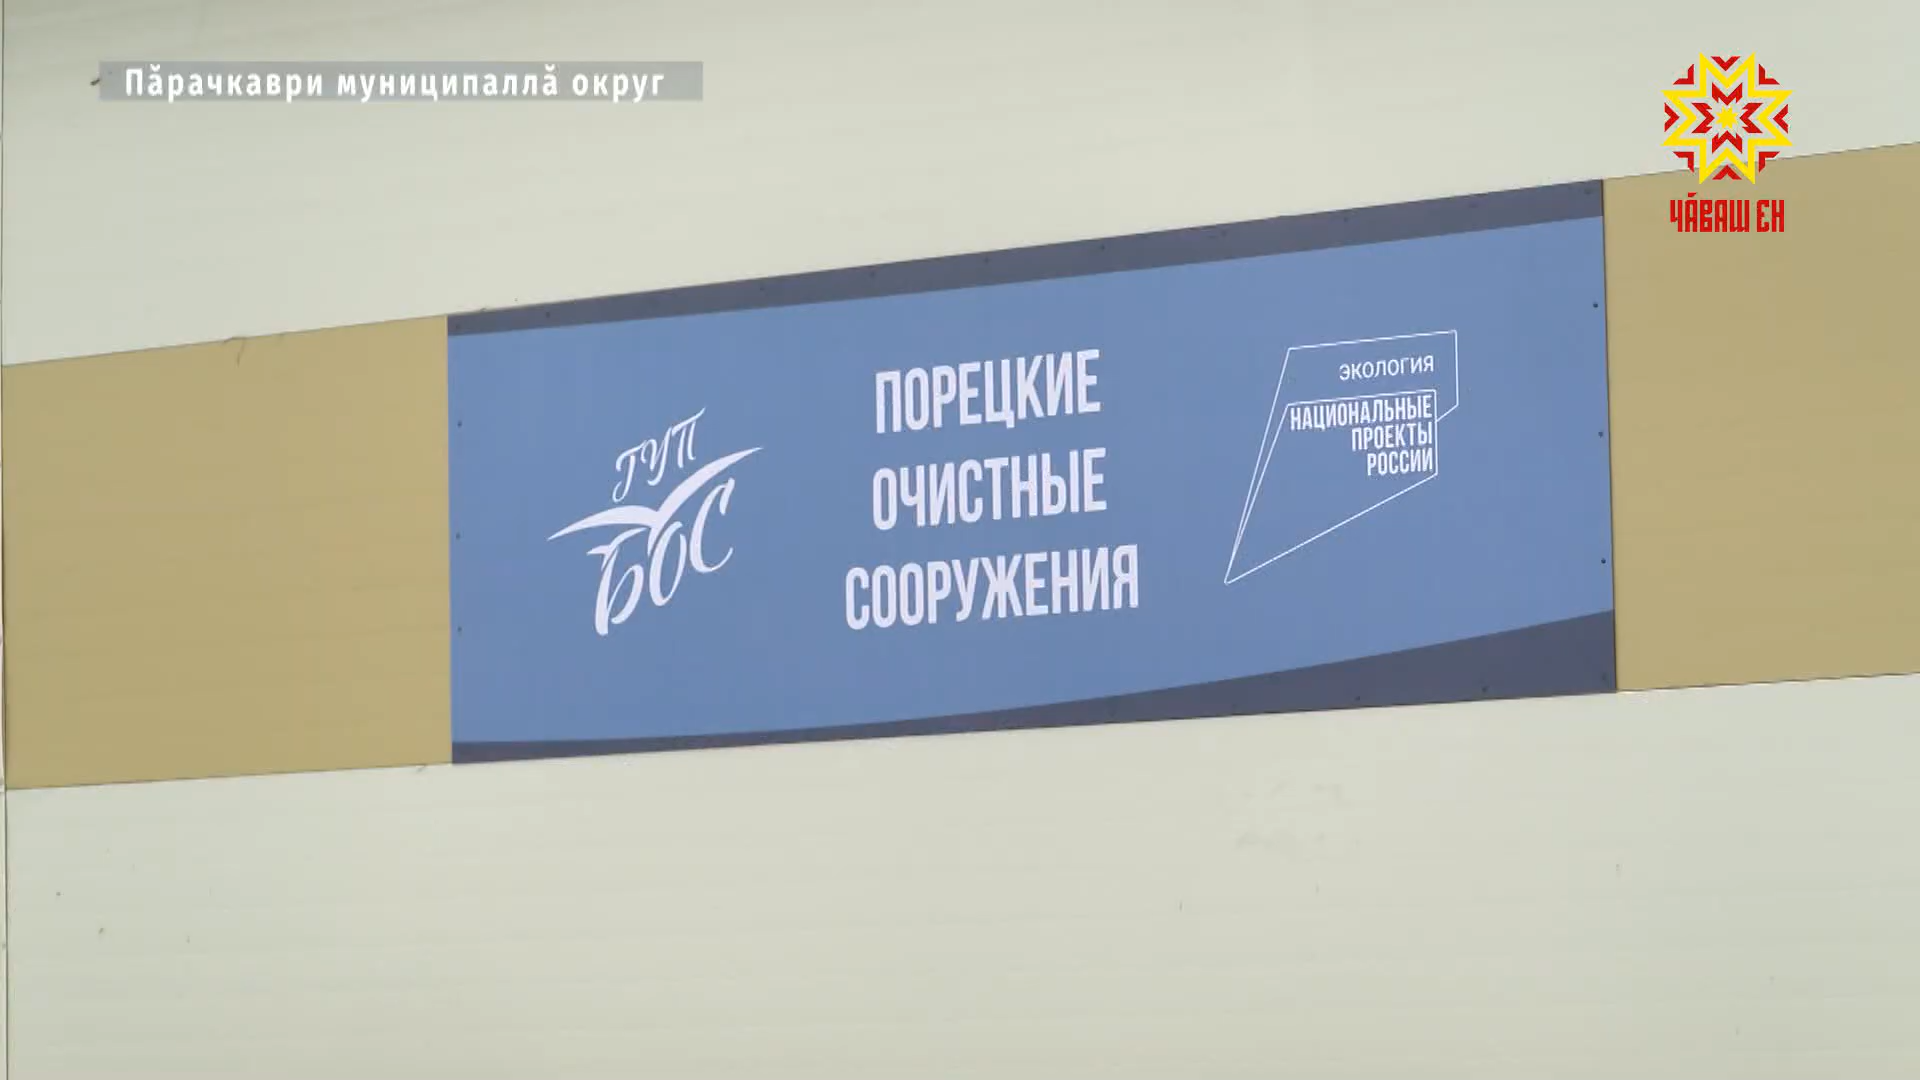 Пӑрачкаври муниципаллӑ округ
ЧӐВАШ ЕН
ГУП
БОС
ПОРЕЦКИЕ
ОЧИСТНЫЕ
СООРУЖЕНИЯ
ЭКОЛОГИЯ
НАЦИОНАЛЬНЫЕ
ПРОЕКТЫ
РОССИИ